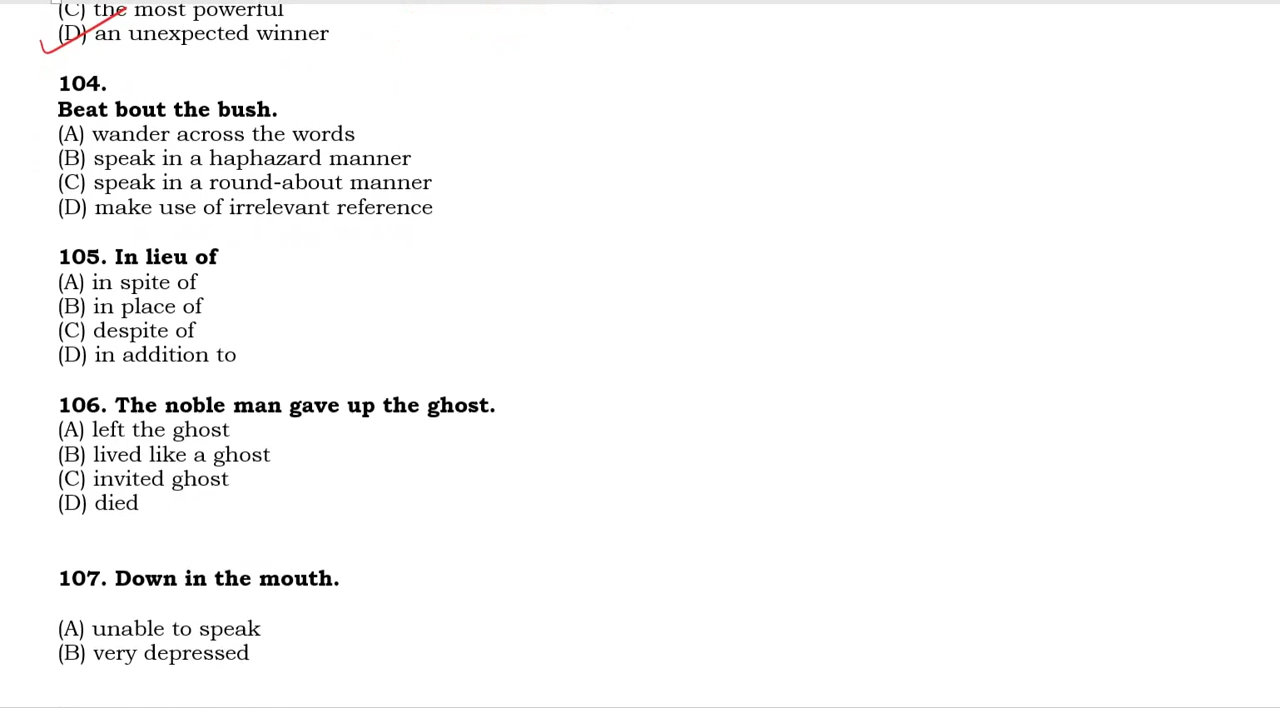 (C) the most powerful
(D) an unexpected winner
104.
Beat bout the bush.
(A) wander across the words
(B) speak in a haphazard manner
(C) speak in a round-about manner
(D) make use of irrelevant reference
105. In lieu of
(A) in spite of
(B) in place of
(C) despite of
(D) in addition to
106. The noble man gave up the ghost.
(A) left the ghost
(B) lived like a ghost
(C) invited ghost
(D) died
107. Down in the mouth.
(A) unable to speak
(B) very depressed